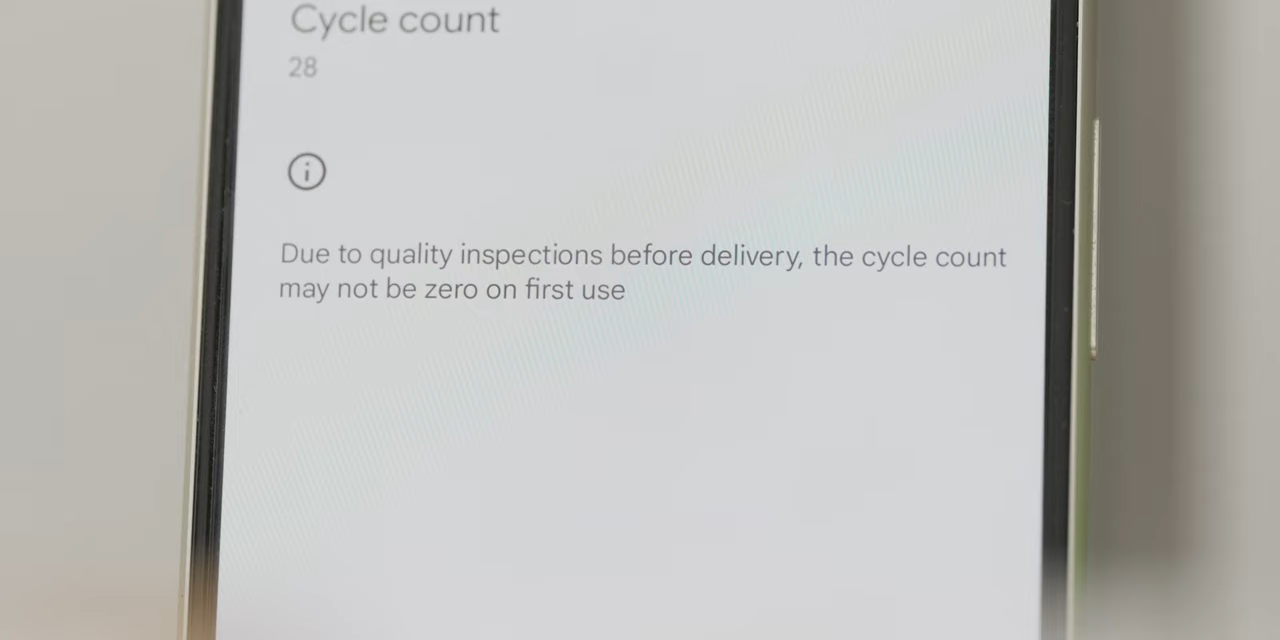 Cycle count
28
Due to quality inspections before delivery, the cycle count
may not be zero on first use